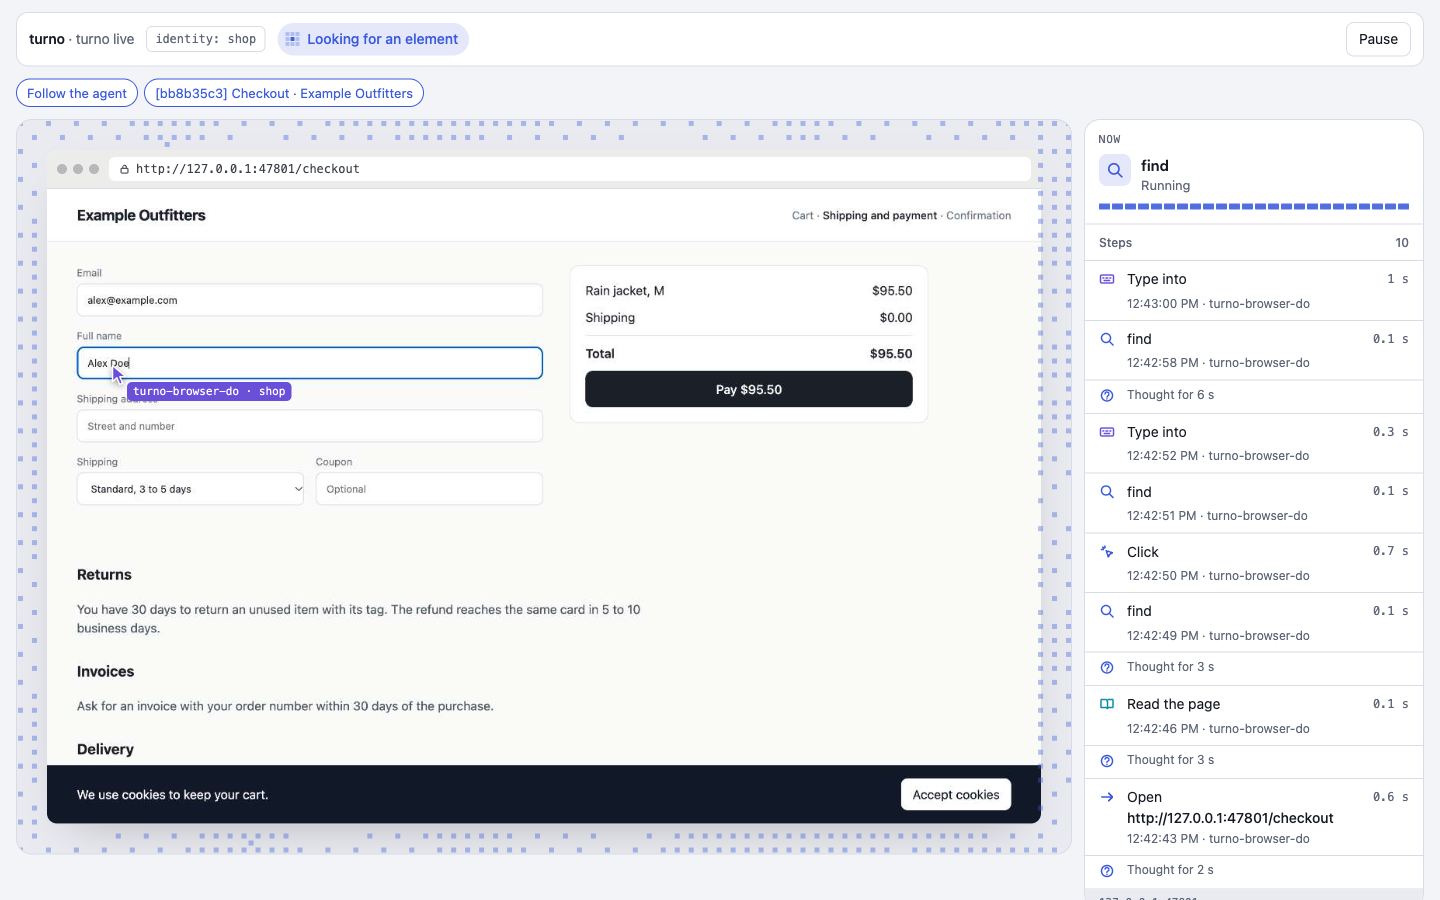 turno · turno live
identity: shop
Looking for an element
Pause
Follow the agent
[bb8b35c3] Checkout · Example Outfitters
http://127.0.0.1:47801/checkout
Example Outfitters
Cart · Shipping and payment · Confirmation
Email
alex@example.com
Full name
Alex Doe
turno-browser-do · shop
Shipping
Street and number
Shipping
Coupon
Standard, 3 to 5 days
Optional
Rain jacket, M
$95.50
Shipping
$0.00
Total
$95.50
Pay $95.50
Returns
You have 30 days to return an unused item with its tag. The refund reaches the same card in 5 to 10
business days.
Invoices
Ask for an invoice with your order number within 30 days of the purchase.
Delivery
We use cookies to keep your cart.
Accept cookies
NOW
find
Running
Steps
10
Type into
1 s
12:43:00 PM · turno-browser-do
find
0.1 s
12:42:58 PM · turno-browser-do
Thought for 6 s
Type into
0.3 s
12:42:52 PM · turno-browser-do
find
0.1 s
12:42:51 PM · turno-browser-do
Click
0.7 s
12:42:50 PM · turno-browser-do
find
0.1 s
12:42:49 PM · turno-browser-do
Thought for 3 s
Read the page
0.1 s
12:42:46 PM · turno-browser-do
Thought for 3 s
Open
0.6 s
http://127.0.0.1:47801/checkout
12:42:43 PM · turno-browser-do
Thought for 2 s